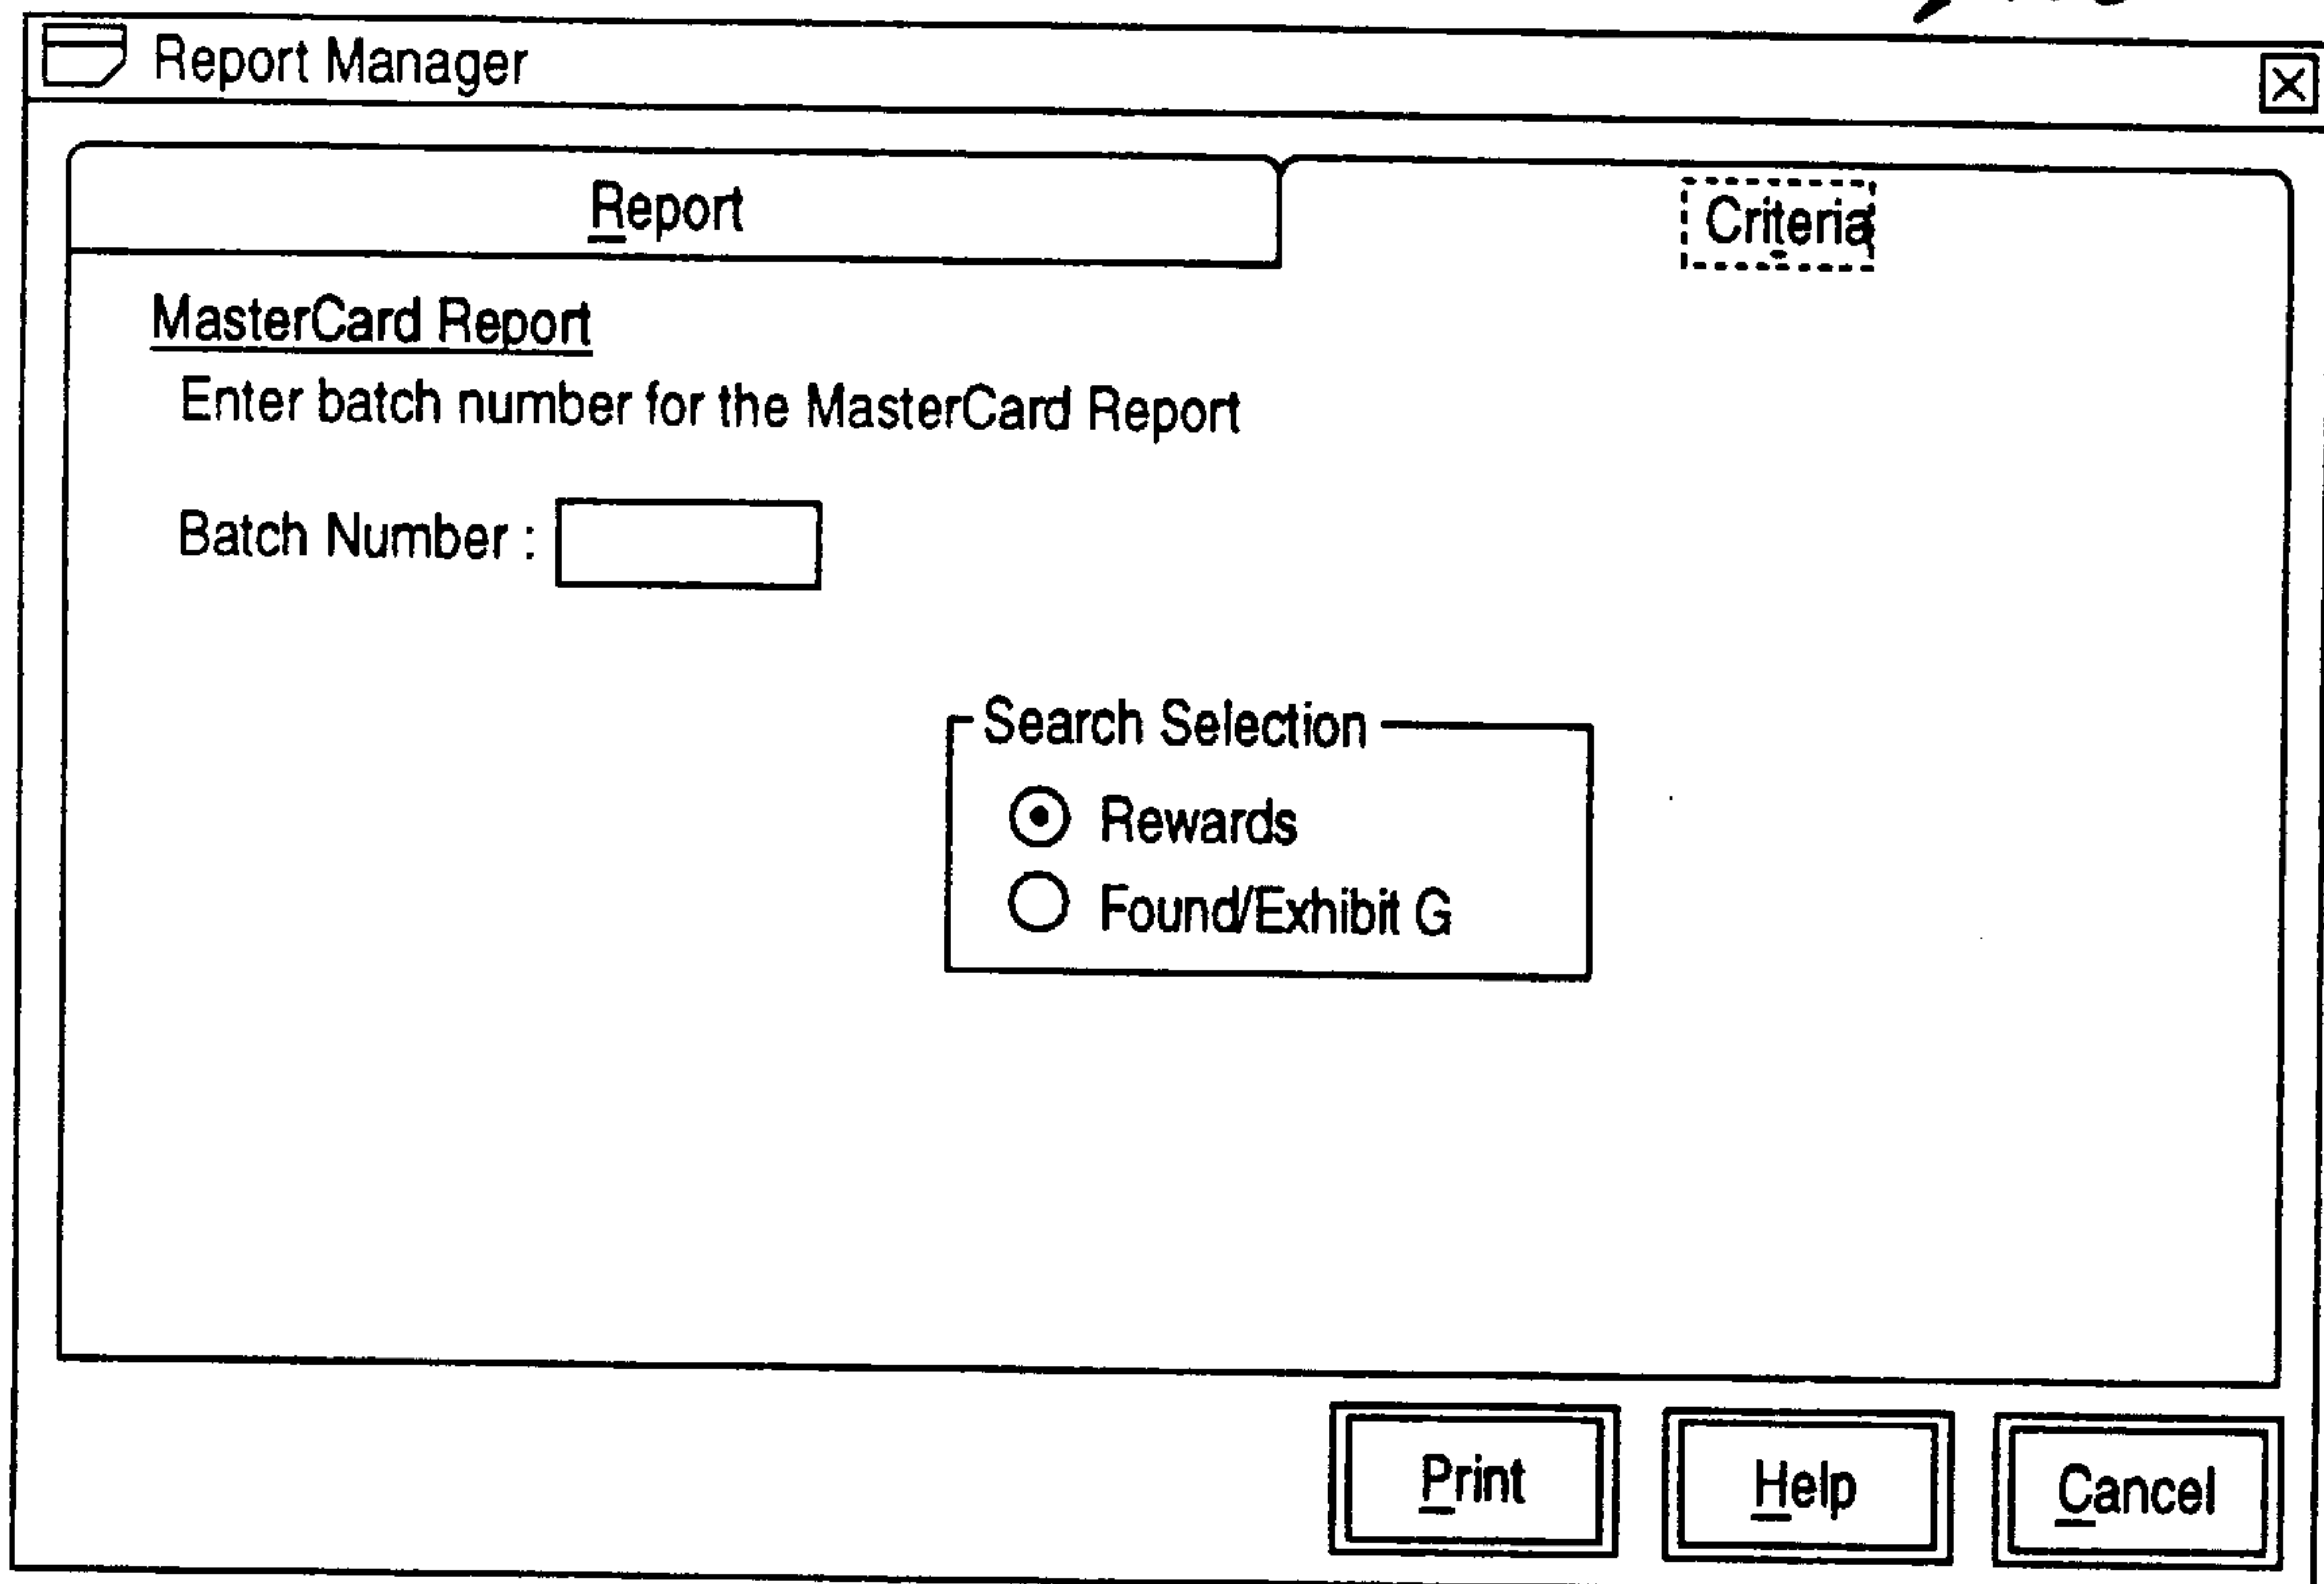 Report Manager
Report
Criteria
MasterCard Report
Enter batch number for the MasterCard Report
Batch Number :
Search Selection
Rewards
Found/Exhibit G
Print
Help
Cancel